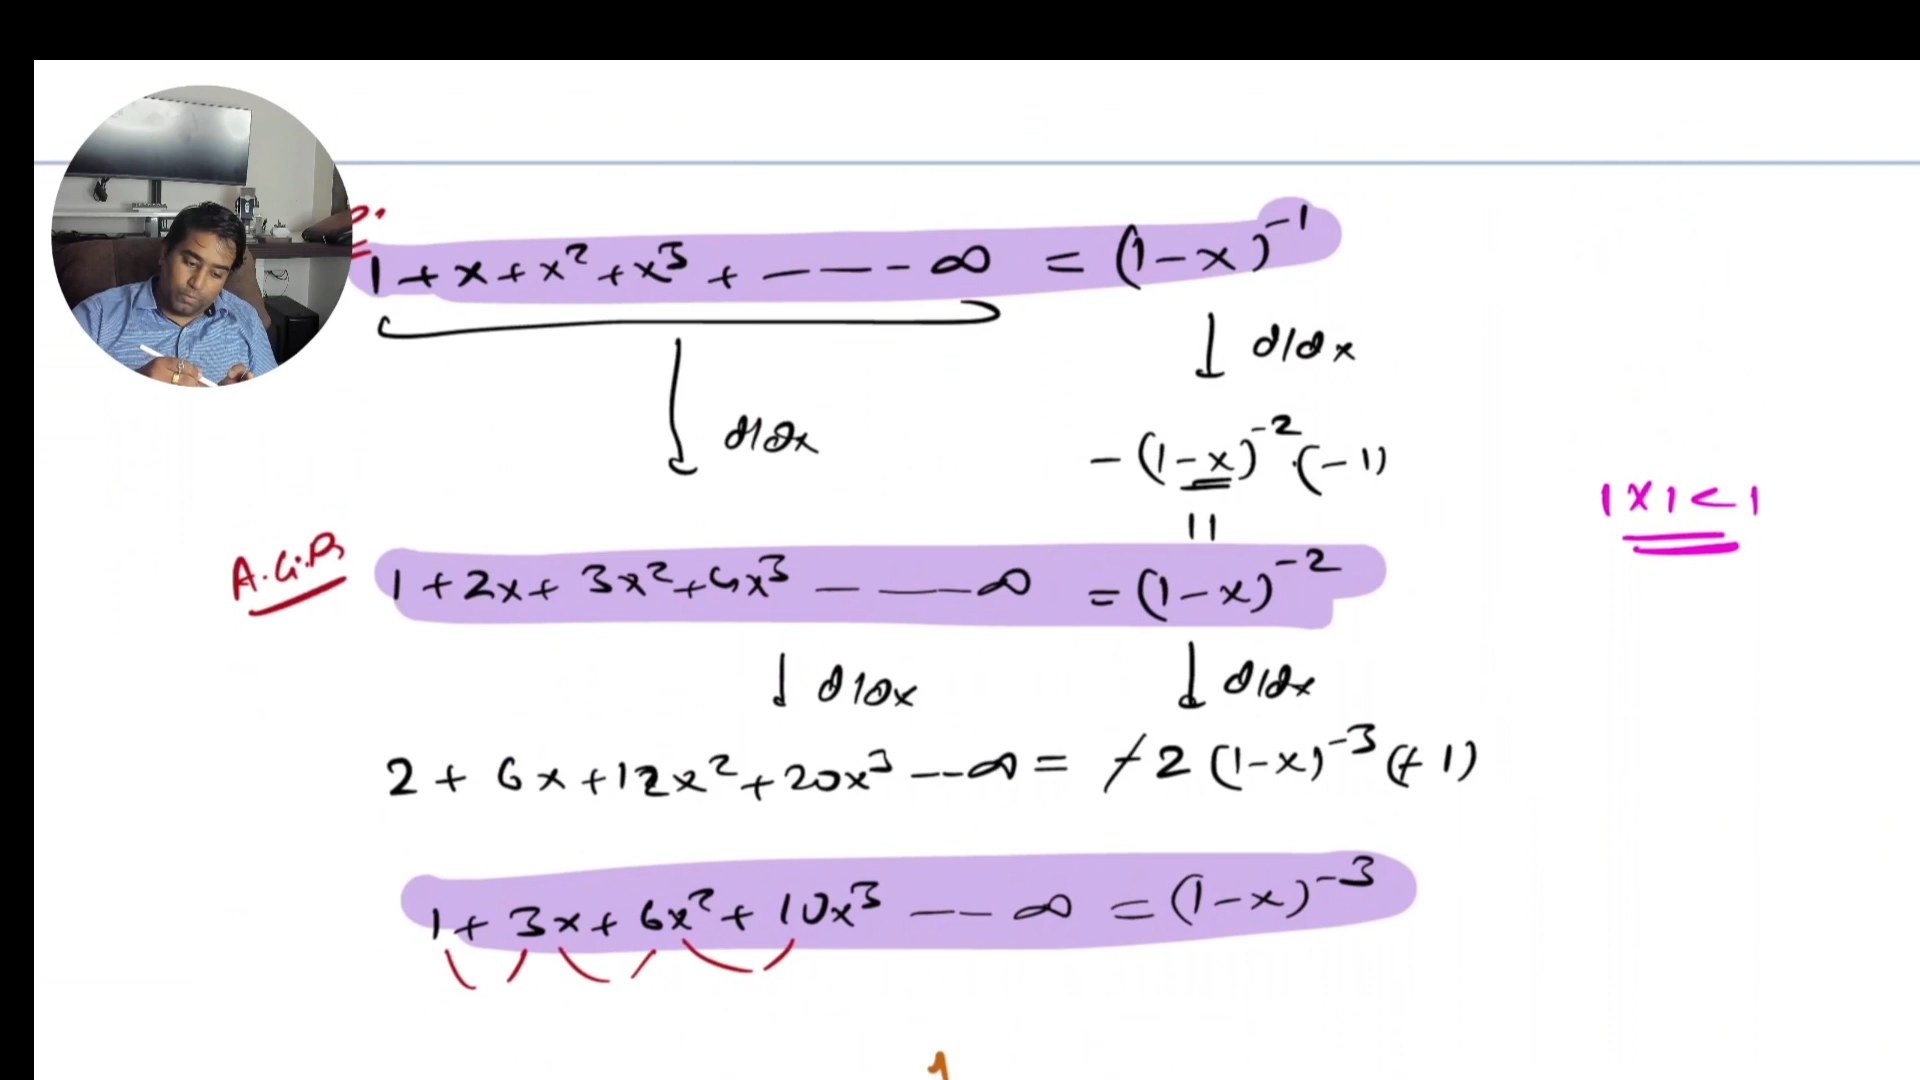 P.
1 + x + x² + x³ + ---- ∞ = (1-x)⁻¹
d/dx
d/dx
-(1-x)⁻²·(-1)
|x| < 1
||
A.G.P.
1 + 2x + 3x² + 4x³ — —— ∞ = (1-x)⁻²
d/dx d/dx
2 + 6x + 12x² + 20x³ --- ∞ = -2(1-x)⁻³(-1)
1 + 3x + 6x² + 10x³ —- ∞ = (1-x)⁻³